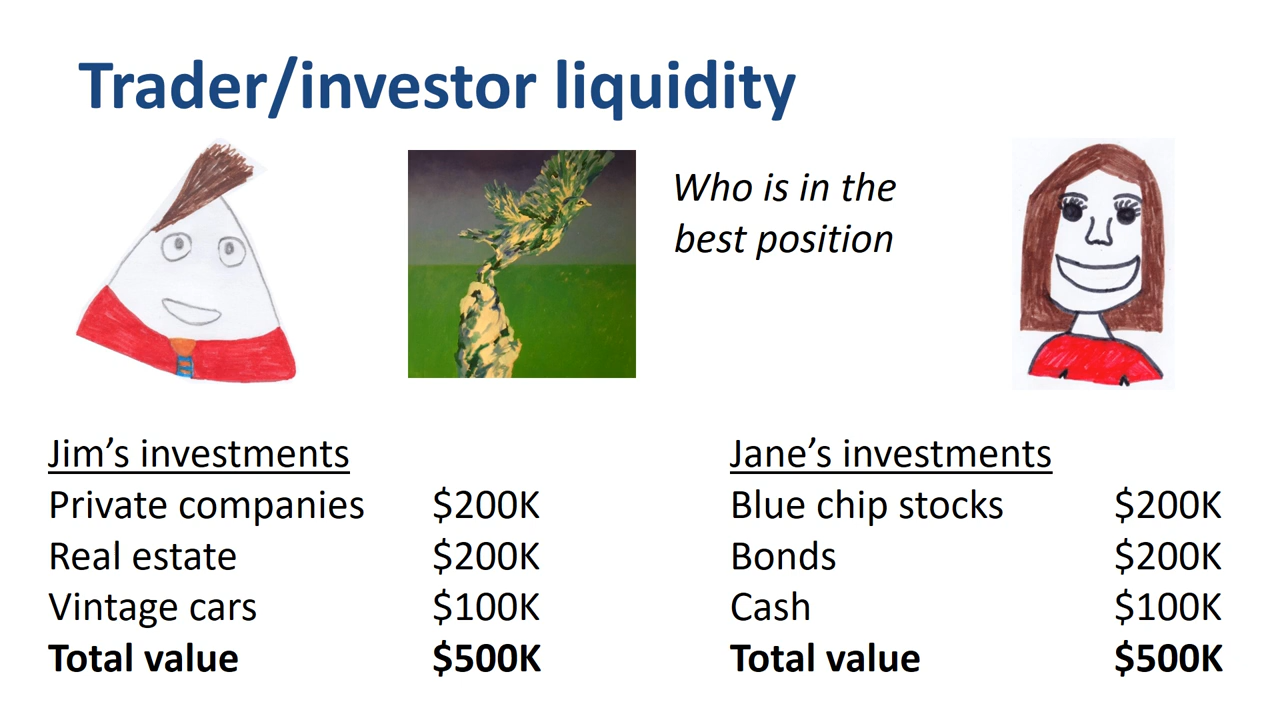 Trader/investor liquidity
Who is in the
best position
Jim’s investments
Private companies $200K
Real estate $200K
Vintage cars $100K
Total value $500K
Jane’s investments
Blue chip stocks $200K
Bonds $200K
Cash $100K
Total value $500K